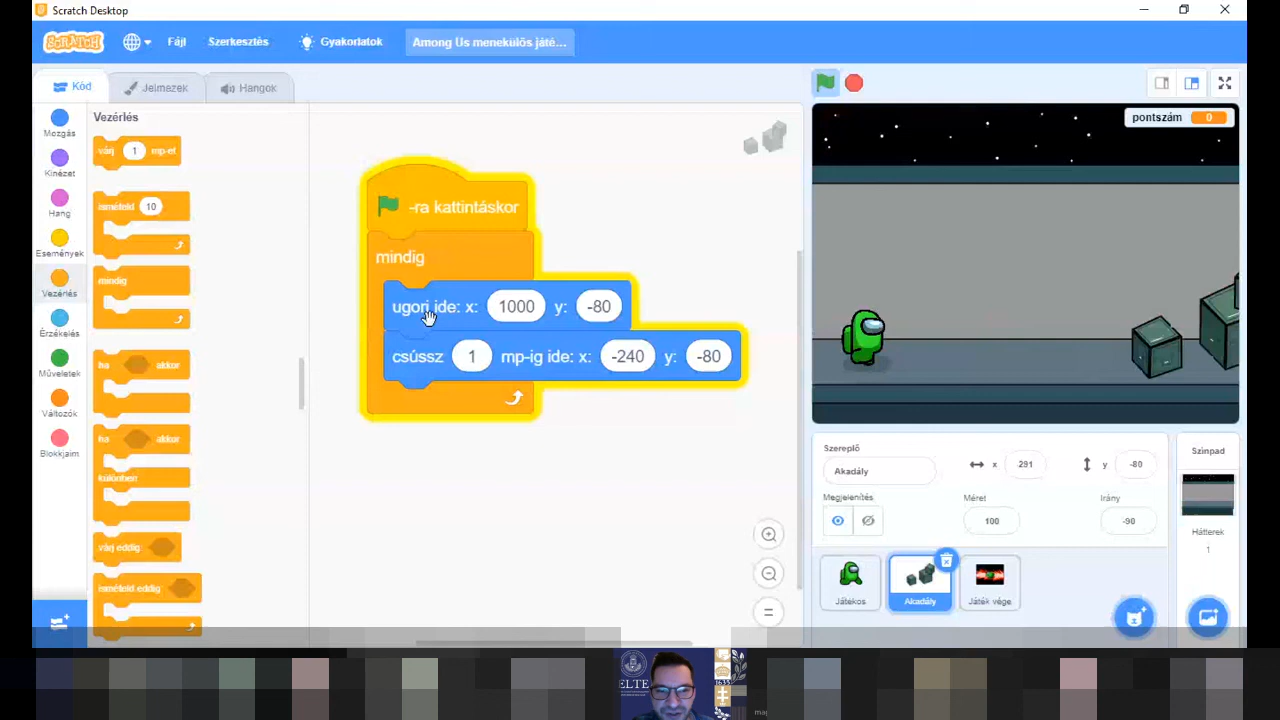 Scratch Desktop
SCRATCH Fájl Szerkesztés Gyakorlatok Among Us menekülős játé...
Kód Jelmezek Hangok
Mozgás
Kinézet
Hang
Események
Vezérlés
Érzékelés
Műveletek
Változók
Blokkjaim
Vezérlés
várj 1 mp-et
ismételd 10
mindig
ha akkor
ha akkor
különben
várj eddig
ismételd eddig
-ra kattintáskor
mindig
ugorj ide: x: 1000 y: -80
csússz 1 mp-ig ide: x: -240 y: -80
pontszám 0
Szereplő
Akadály
x 291 y -80
Megjelenítés
Méret
100
Irány
-90
Játékos
Akadály
Játék vége
Színpad
Hátterek
1
ELTE
1635